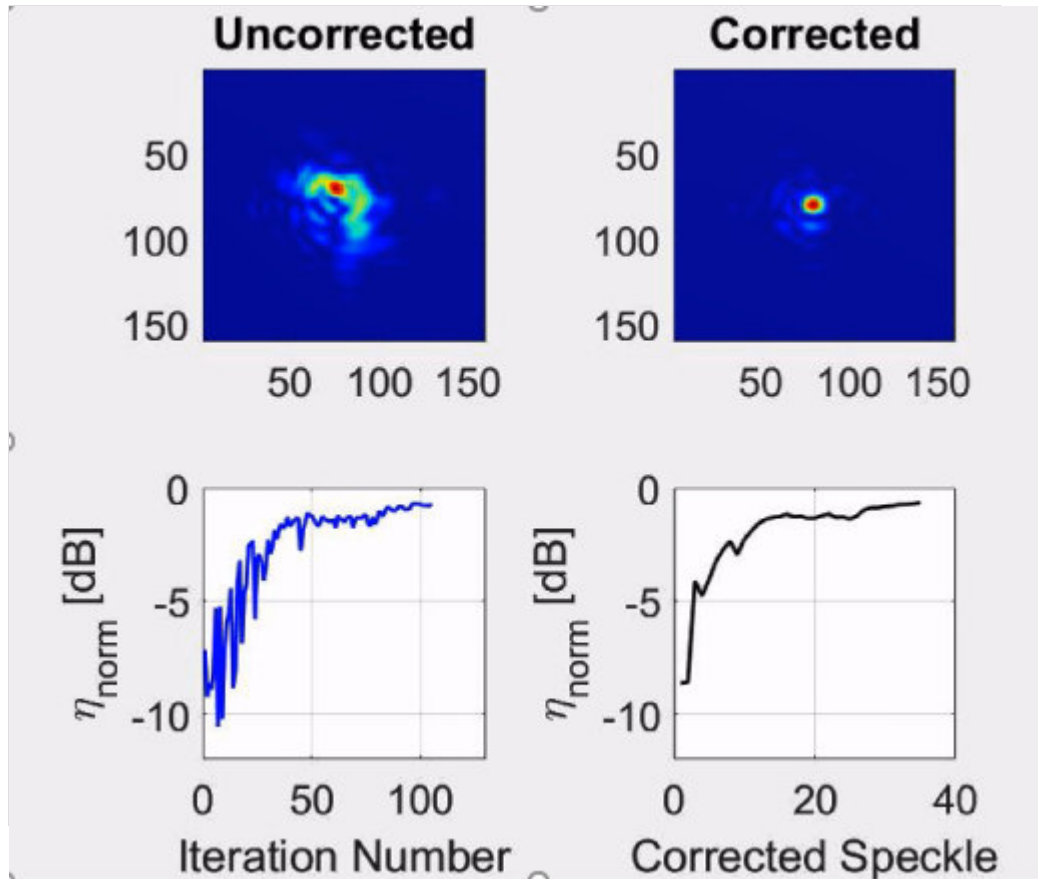 Uncorrected
50
100
150
50 100 150
Corrected
50
100
150
50 100 150
0
-5
-10
ηnorm [dB]
0 50 100
Iteration Number
0
-5
-10
ηnorm [dB]
0 20 40
Corrected Speckle